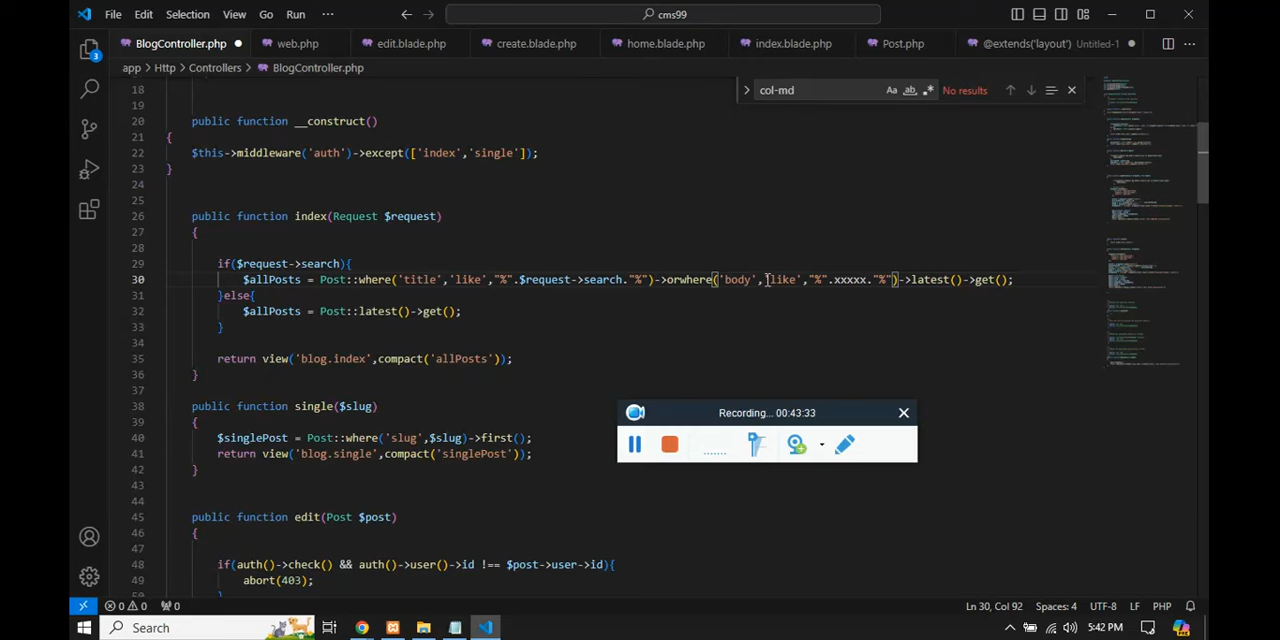 File Edit Selection View Go Run ··· cms99
BlogController.php web.php edit.blade.php create.blade.php home.blade.php index.blade.php Post.php @extends('layout') Untitled-1
app > Http > Controllers > BlogController.php
col-md Aa ab .* No results
18
19
20 public function __construct()
21 {
22 $this->middleware('auth')->except(['index','single']);
23 }
24
25
26 public function index(Request $request)
27 {
28
29 if($request->search){
30 $allPosts = Post::where('title','like',"%".$request->search."%")->orwhere('body','like',"%".xxxxx."%")->latest()->get();
31 }else{
32 $allPosts = Post::latest()->get();
33 }
34
35 return view('blog.index',compact('allPosts'));
36 }
37
38 public function single($slug)
39 {
40 $singlePost = Post::where('slug',$slug)->first();
41 return view('blog.single',compact('singlePost'));
42 }
43
44
45 public function edit(Post $post)
46 {
47
48 if(auth()->check() && auth()->user()->id !== $post->user->id){
49 abort(403);
}
Recording... 00:43:33
3
0 0 0 Ln 30, Col 92 Spaces: 4 UTF-8 LF PHP
Search 5:42 PM